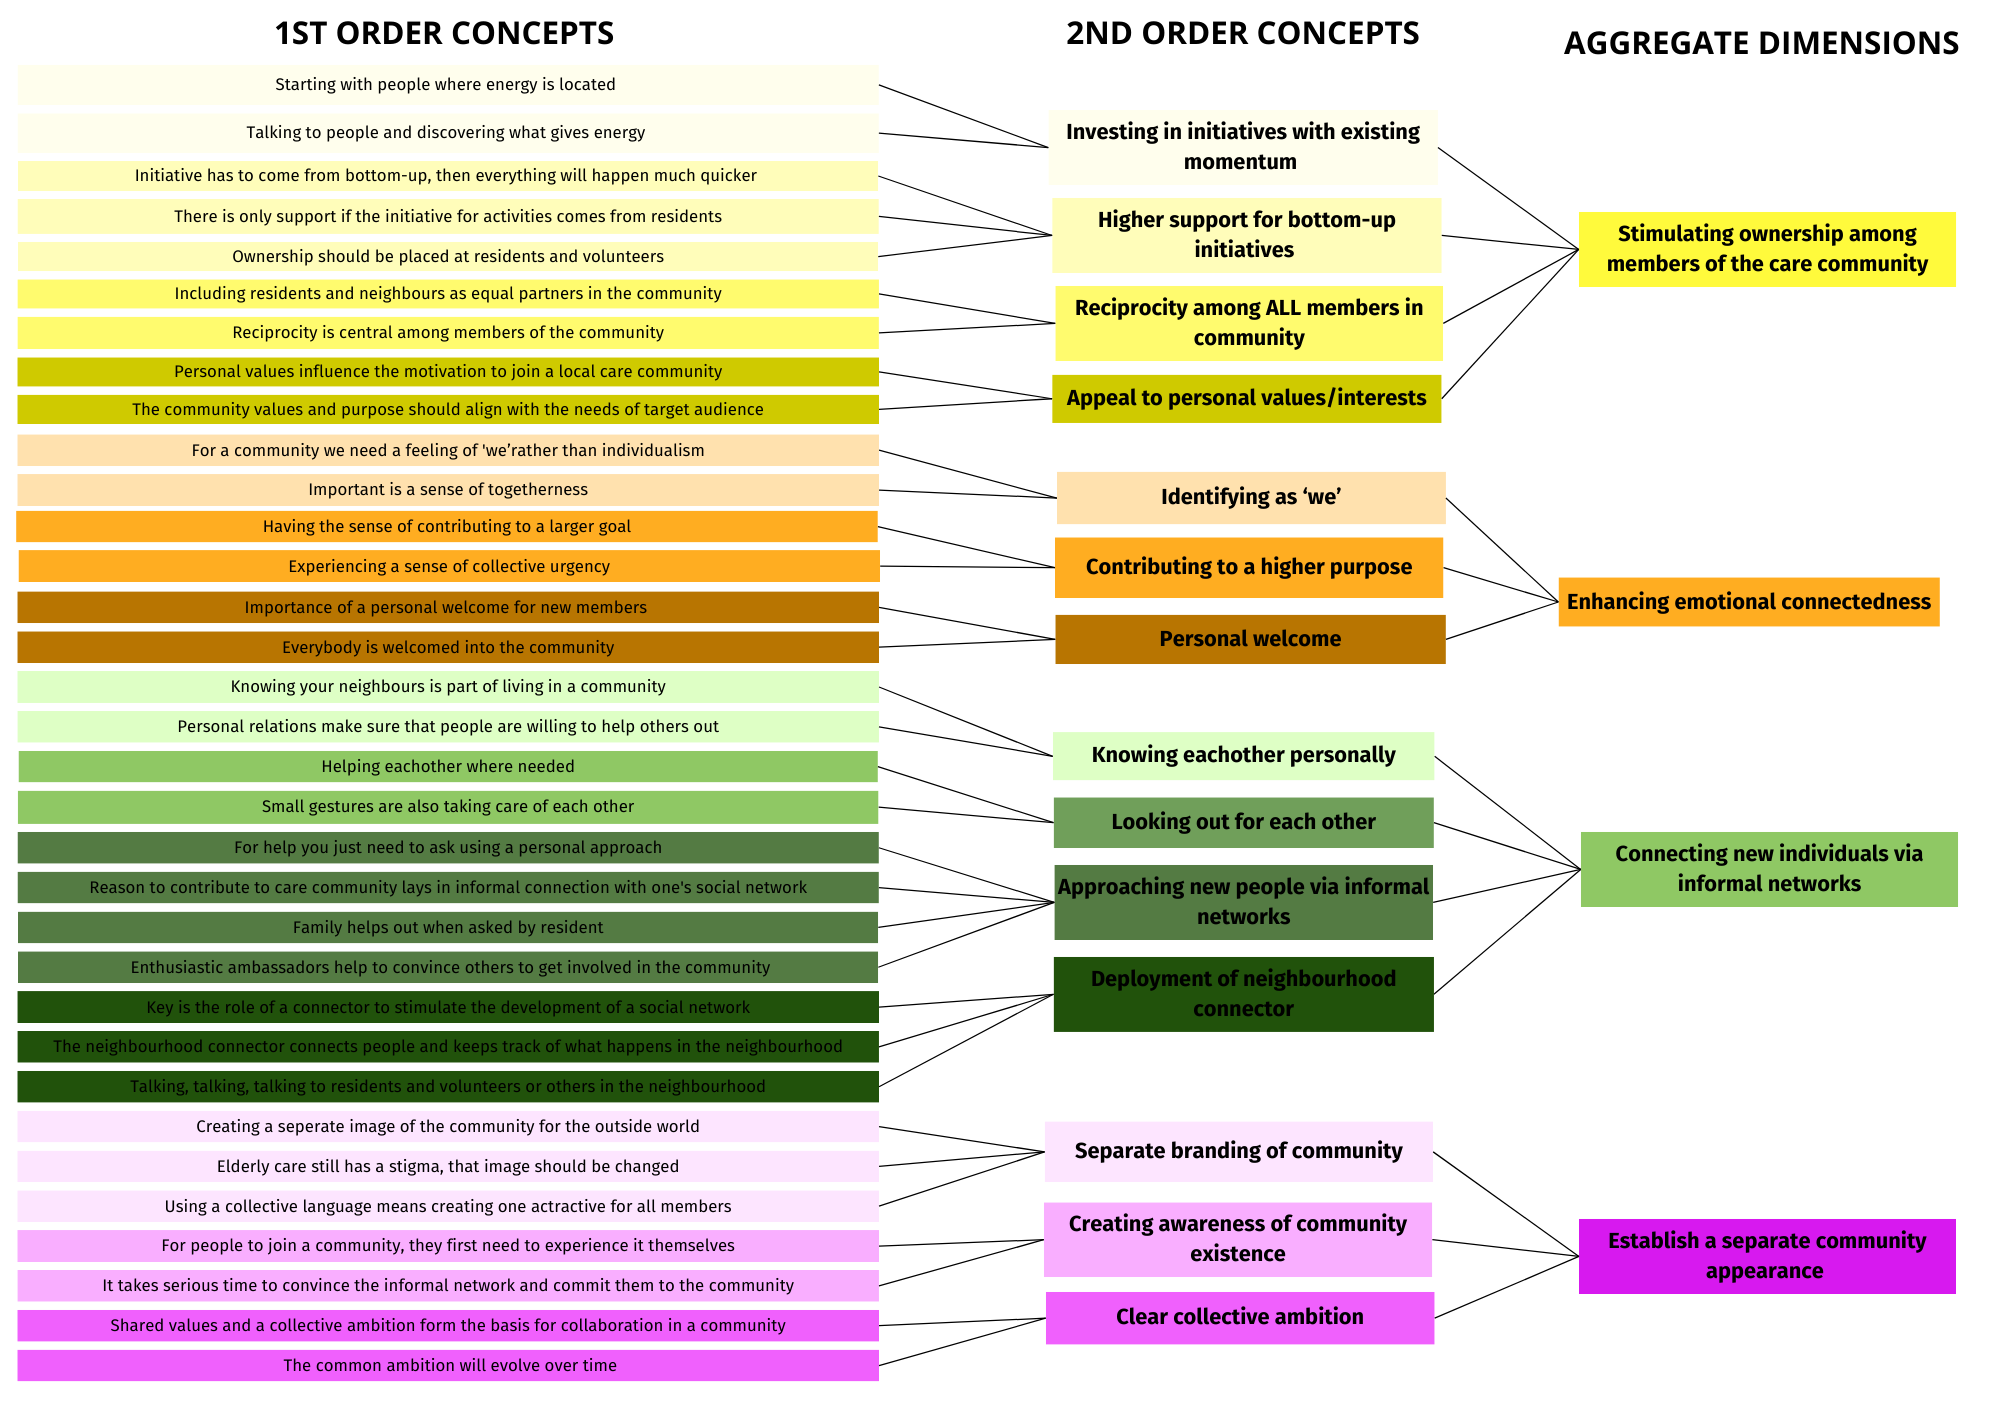 1ST ORDER CONCEPTS
Starting with people where energy is located
Talking to people and discovering what gives energy
Initiative has to come from bottom-up, then everything will happen much quicker
There is only support if the initiative for activities comes from residents
Ownership should be placed at residents and volunteers
Including residents and neighbours as equal partners in the community
Reciprocity is central among members of the community
Personal values influence the motivation to join a local care community
The community values and purpose should align with the needs of target audience
For a community we need a feeling of 'we’rather than individualism
Important is a sense of togetherness
Having the sense of contributing to a larger goal
Experiencing a sense of collective urgency
Importance of a personal welcome for new members
Everybody is welcomed into the community
Knowing your neighbours is part of living in a community
Personal relations make sure that people are willing to help others out
Helping eachother where needed
Small gestures are also taking care of each other
For help you just need to ask using a personal approach
Reason to contribute to care community lays in informal connection with one's social network
Family helps out when asked by resident
Enthusiastic ambassadors help to convince others to get involved in the community
Key is the role of a connector to stimulate the development of a social network
The neighbourhood connector connects people and keeps track of what happens in the neighbourhood
Talking, talking, talking to residents and volunteers or others in the neighbourhood
Creating a seperate image of the community for the outside world
Elderly care still has a stigma, that image should be changed
Using a collective language means creating one actractive for all members
For people to join a community, they first need to experience it themselves
It takes serious time to convince the informal network and commit them to the community
Shared values and a collective ambition form the basis for collaboration in a community
The common ambition will evolve over time
2ND ORDER CONCEPTS
Investing in initiatives with existing
momentum
Higher support for bottom-up
initiatives
Reciprocity among ALL members in
community
Appeal to personal values/interests
Identifying as ‘we’
Contributing to a higher purpose
Personal welcome
Knowing eachother personally
Looking out for each other
Approaching new people via informal
networks
Deployment of neighbourhood
connector
Separate branding of community
Creating awareness of community
existence
Clear collective ambition
AGGREGATE DIMENSIONS
Stimulating ownership among
members of the care community
Enhancing emotional connectedness
Connecting new individuals via
informal networks
Establish a separate community
appearance